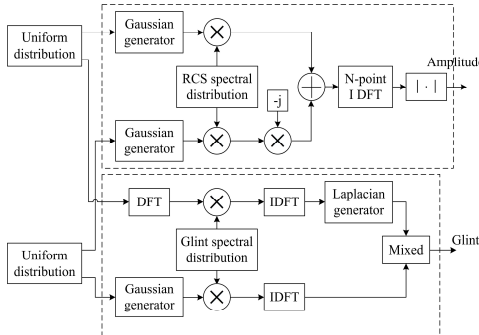 Uniform
distribution
Gaussian
generator
×
RCS spectral
distribution
-j
Gaussian
generator
×
×
+
N-point
I DFT
| · |
Amplitude
Uniform
distribution
DFT
×
IDFT
Laplacian
generator
Glint spectral
distribution
Mixed
Glint
Gaussian
generator
×
IDFT